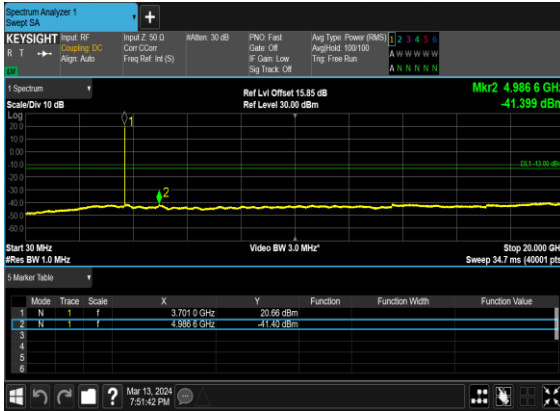 Spectrum Analyzer 1
Swept SA
+
KEYSIGHT Input: RF Input Z: 50 Ω #Atten: 30 dB PNO: Fast Avg Type: Power (RMS) 1 2 3 4 5 6
R T Coupling: DC Corr CCorr Gate: Off Avg|Hold: 100/100 A W W W W W
Align: Auto Freq Ref: Int (S) IF Gain: Low Trig: Free Run
Sig Track: Off A N N N N N
1 Spectrum Ref Lvl Offset 15.85 dB Mkr2 4.986 6 GHz
Scale/Div 10 dB Ref Level 30.00 dBm -41.399 dBm
Log
20.0
10.0
0.00
-10.0
-20.0
-30.0
-40.0
-50.0
-60.0
1
2
DL1 -13.00 dBm
Start 30 MHz Video BW 3.0 MHz* Stop 20.000 GHz
#Res BW 1.0 MHz Sweep 34.7 ms (40001 pts)
5 Marker Table
Mode Trace Scale X Y Function Function Width Function Value
1 N 1 f 3.701 0 GHz 20.66 dBm
2 N 1 f 4.986 6 GHz -41.40 dBm
3
4
5
6
? Mar 13, 2024
7:51:42 PM